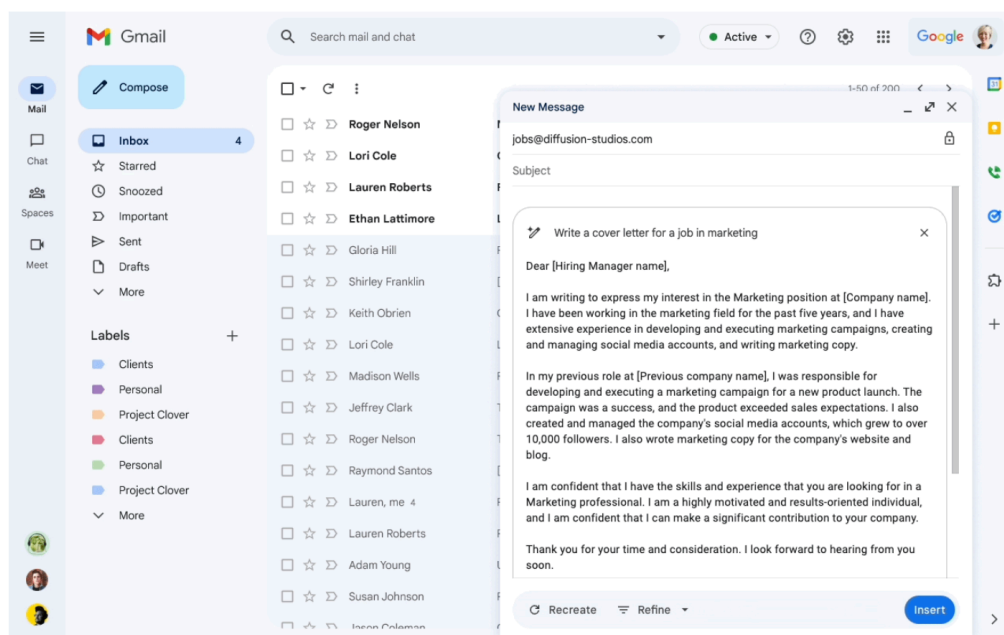 Gmail
Search mail and chat
Active
Google
Mail
Chat
Spaces
Meet
Compose
Inbox 4
Starred
Snoozed
Important
Sent
Drafts
More
Labels
Clients
Personal
Project Clover
Clients
Personal
Project Clover
More
1-50 of 200
Roger Nelson
Lori Cole
Lauren Roberts
Ethan Lattimore
Gloria Hill
Shirley Franklin
Keith Obrien
Lori Cole
Madison Wells
Jeffrey Clark
Roger Nelson
Raymond Santos
Lauren, me 4
Lauren Roberts
Adam Young
Susan Johnson
Jason Coleman
New Message
jobs@diffusion-studios.com
Subject
Write a cover letter for a job in marketing
Dear [Hiring Manager name],
I am writing to express my interest in the Marketing position at [Company name].
I have been working in the marketing field for the past five years, and I have
extensive experience in developing and executing marketing campaigns, creating
and managing social media accounts, and writing marketing copy.
In my previous role at [Previous company name], I was responsible for
developing and executing a marketing campaign for a new product launch. The
campaign was a success, and the product exceeded sales expectations. I also
created and managed the company's social media accounts, which grew to over
10,000 followers. I also wrote marketing copy for the company's website and
blog.
I am confident that I have the skills and experience that you are looking for in a
Marketing professional. I am a highly motivated and results-oriented individual,
and I am confident that I can make a significant contribution to your company.
Thank you for your time and consideration. I look forward to hearing from you
soon.
Recreate
Refine
Insert